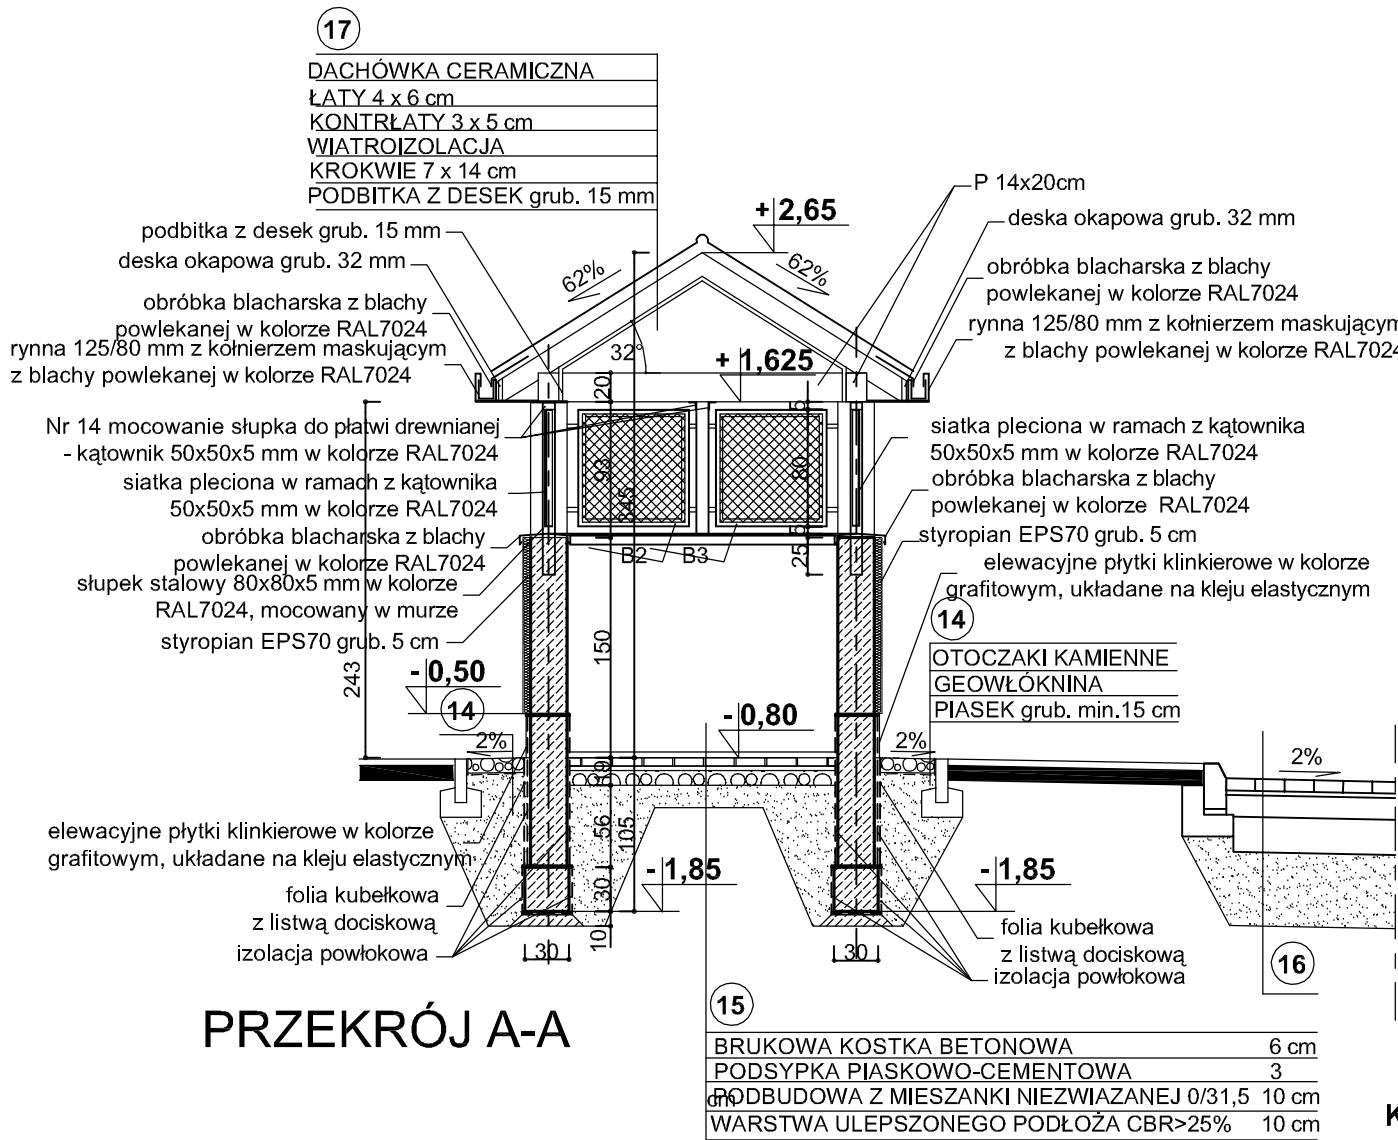 17
DACHÓWKA CERAMICZNA
ŁATY 4 x 6 cm
KONTRŁATY 3 x 5 cm
WIATROIZOLACJA
KROKWIE 7 x 14 cm
PODBITKA Z DESEK grub. 15 mm
podbitka z desek grub. 15 mm
deska okapowa grub. 32 mm
obróbka blacharska z blachy
powlekanej w kolorze RAL7024
rynna 125/80 mm z kołnierzem maskującym
z blachy powlekanej w kolorze RAL7024
Nr 14 mocowanie słupka do płatwi drewnianej
- kątownik 50x50x5 mm w kolorze RAL7024
siatka pleciona w ramach z kątownika
50x50x5 mm w kolorze RAL7024
obróbka blacharska z blachy
powlekanej w kolorze RAL7024
słupek stalowy 80x80x5 mm w kolorze
RAL7024, mocowany w murze
styropian EPS70 grub. 5 cm
243
- 0,50
14
2%
elewacyjne płytki klinkierowe w kolorze
grafitowym, układane na kleju elastycznym
folia kubełkowa
z listwą dociskową
izolacja powłokowa
+ 2,65
62%
62%
32°
+ 1,625
20
93
345
5
80
5
25
B2
B3
150
- 0,80
19
56
105
30
10
30
30
- 1,85
- 1,85
P 14x20cm
deska okapowa grub. 32 mm
obróbka blacharska z blachy
powlekanej w kolorze RAL7024
rynna 125/80 mm z kołnierzem maskującym
z blachy powlekanej w kolorze RAL7024
siatka pleciona w ramach z kątownika
50x50x5 mm w kolorze RAL7024
obróbka blacharska z blachy
powlekanej w kolorze RAL7024
styropian EPS70 grub. 5 cm
elewacyjne płytki klinkierowe w kolorze
grafitowym, układane na kleju elastycznym
14
OTOCZAKI KAMIENNE
GEOWŁÓKNINA
PIASEK grub. min.15 cm
2%
2%
folia kubełkowa
z listwą dociskową
izolacja powłokowa
16
PRZEKRÓJ A-A
15
BRUKOWA KOSTKA BETONOWA 6 cm
PODSYPKA PIASKOWO-CEMENTOWA 3
cm
PODBUDOWA Z MIESZANKI NIEZWIĄZANEJ 0/31,5 10 cm
WARSTWA ULEPSZONEGO PODŁOŻA CBR>25% 10 cm
K